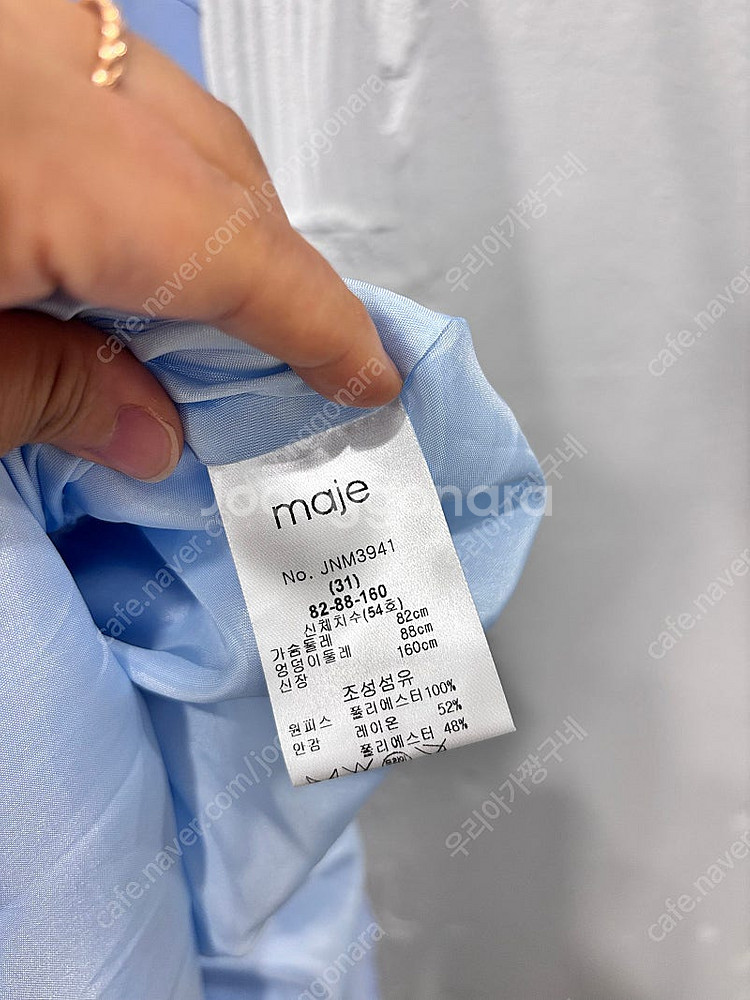 maje
No. JNM3941
(31)
82-88-160
신체치수(54호)
가슴둘레 82cm
엉덩이둘레 88cm
신장 160cm
조성섬유
원피스 폴리에스터 100%
안감 레이온 52%
폴리에스터 48%
Joonggonara
cafe.naver.com/joonggonara
우리아가짱구네